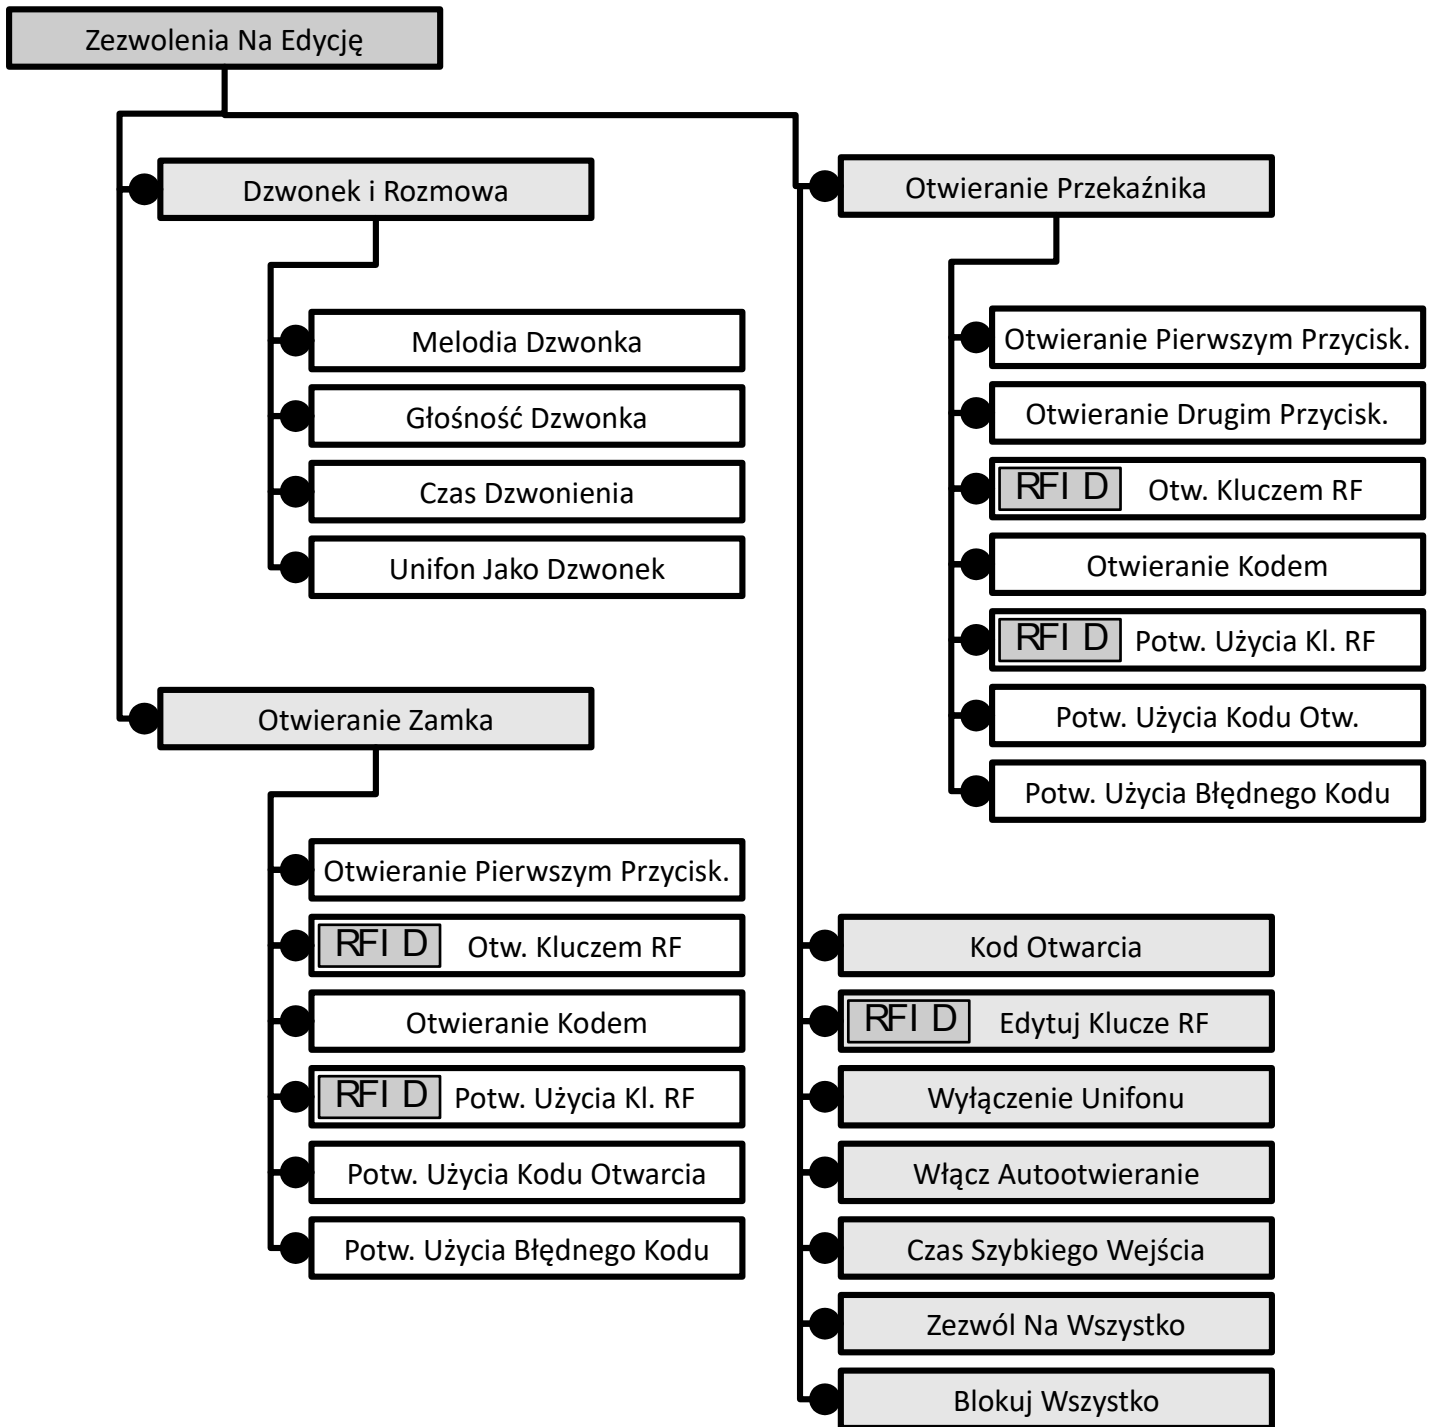 Zezwolenia Na Edycję
Dzwonek i Rozmowa
Melodia Dzwonka
Głośność Dzwonka
Czas Dzwonienia
Unifon Jako Dzwonek
Otwieranie Zamka
Otwieranie Pierwszym Przycisk.
RFID Otw. Kluczem RF
Otwieranie Kodem
RFID Potw. Użycia Kl. RF
Potw. Użycia Kodu Otwarcia
Potw. Użycia Błędnego Kodu
Otwieranie Przekaźnika
Otwieranie Pierwszym Przycisk.
Otwieranie Drugim Przycisk.
RFID Otw. Kluczem RF
Otwieranie Kodem
RFID Potw. Użycia Kl. RF
Potw. Użycia Kodu Otw.
Potw. Użycia Błędnego Kodu
Kod Otwarcia
RFID Edytuj Klucze RF
Wyłączenie Unifonu
Włącz Autootwieranie
Czas Szybkiego Wejścia
Zezwól Na Wszystko
Blokuj Wszystko